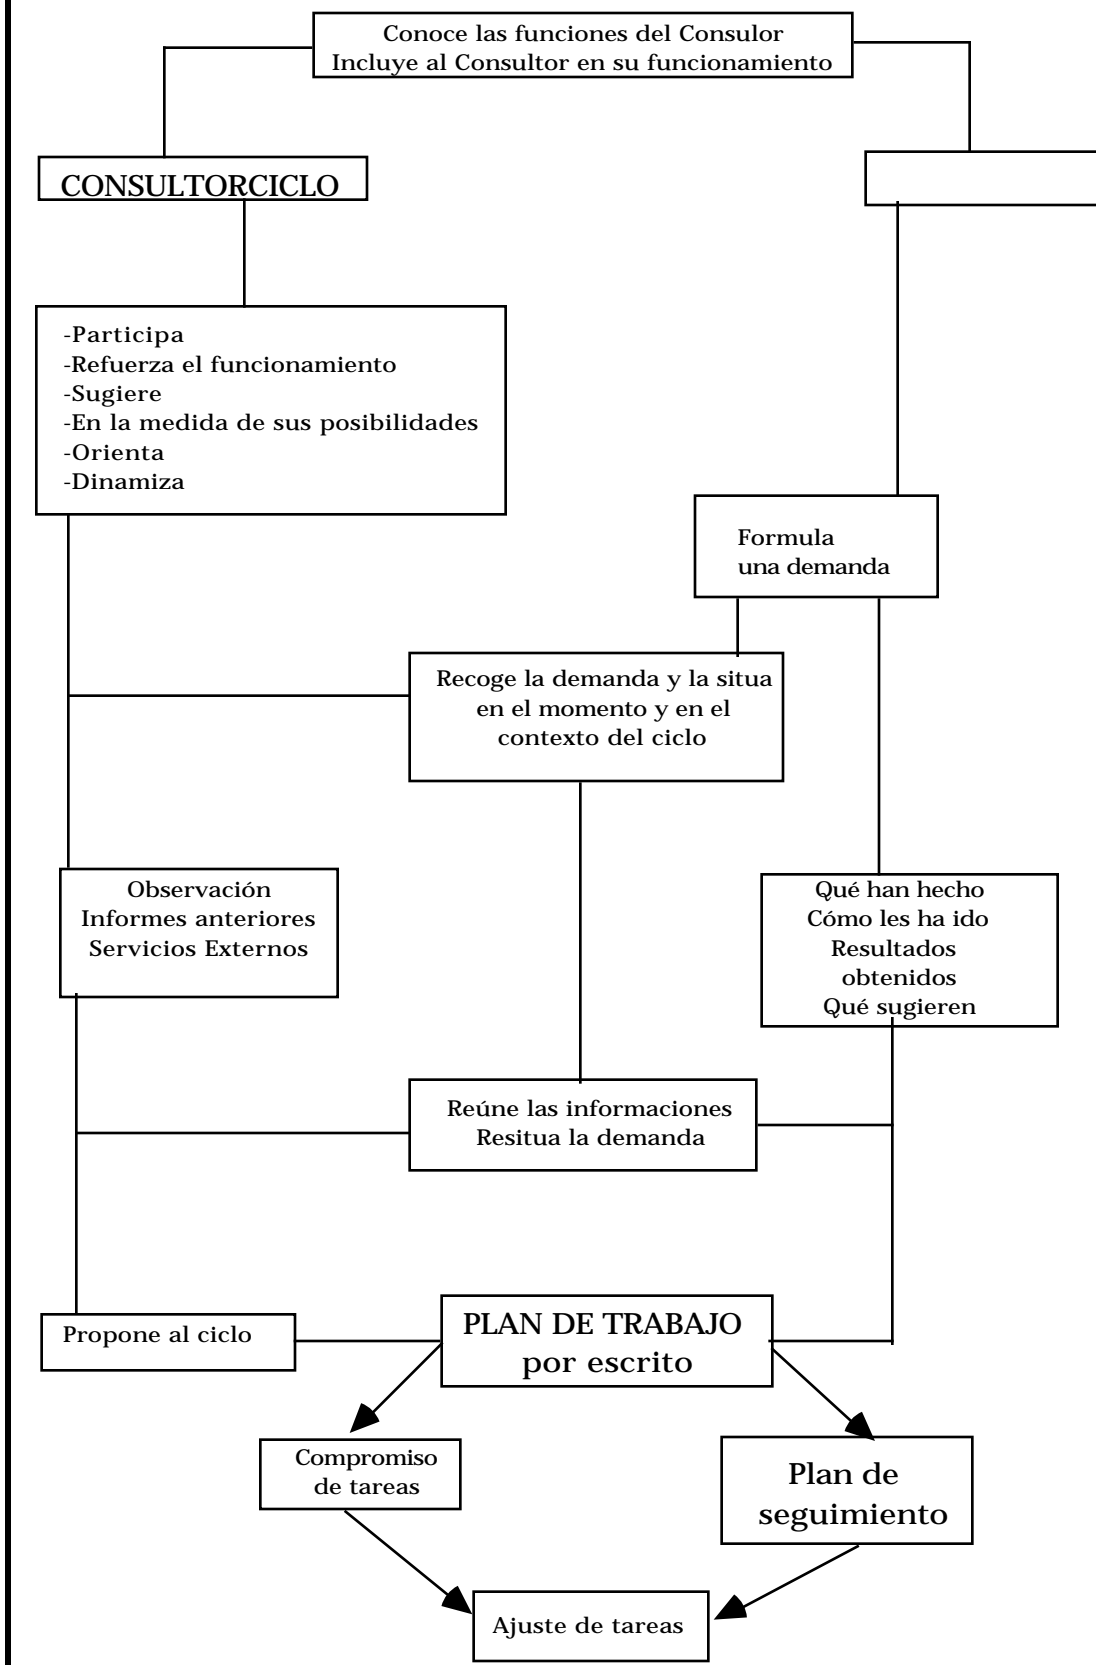 Conoce las funciones del Consulor
Incluye al Consultor en su funcionamiento
CONSULTORCICLO
-Participa
-Refuerza el funcionamiento
-Sugiere
-En la medida de sus posibilidades
-Orienta
-Dinamiza
Formula
una demanda
Recoge la demanda y la situa
en el momento y en el
contexto del ciclo
Observación
Informes anteriores
Servicios Externos
Qué han hecho
Cómo les ha ido
Resultados
obtenidos
Qué sugieren
Reúne las informaciones
Resitua la demanda
Propone al ciclo
PLAN DE TRABAJO
por escrito
Compromiso
de tareas
Plan de
seguimiento
Ajuste de tareas